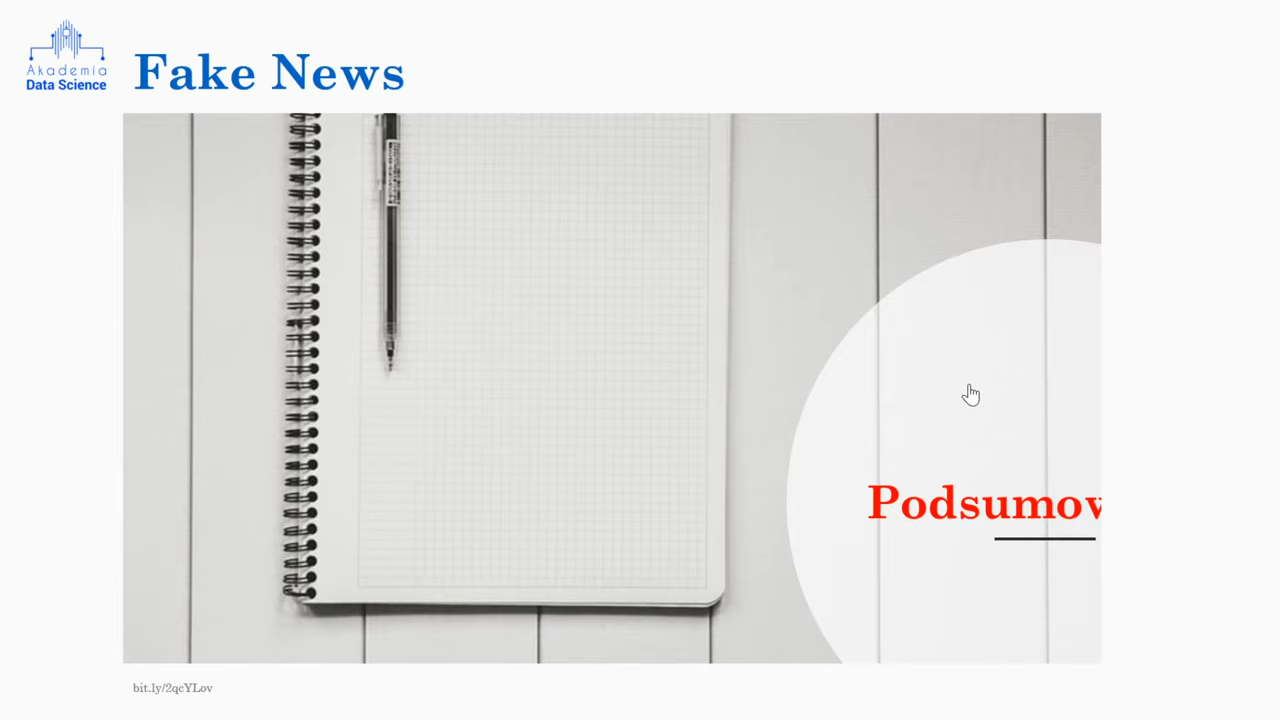 Akademia
Data Science
Fake News
Podsumow
bit.ly/2qcYLov